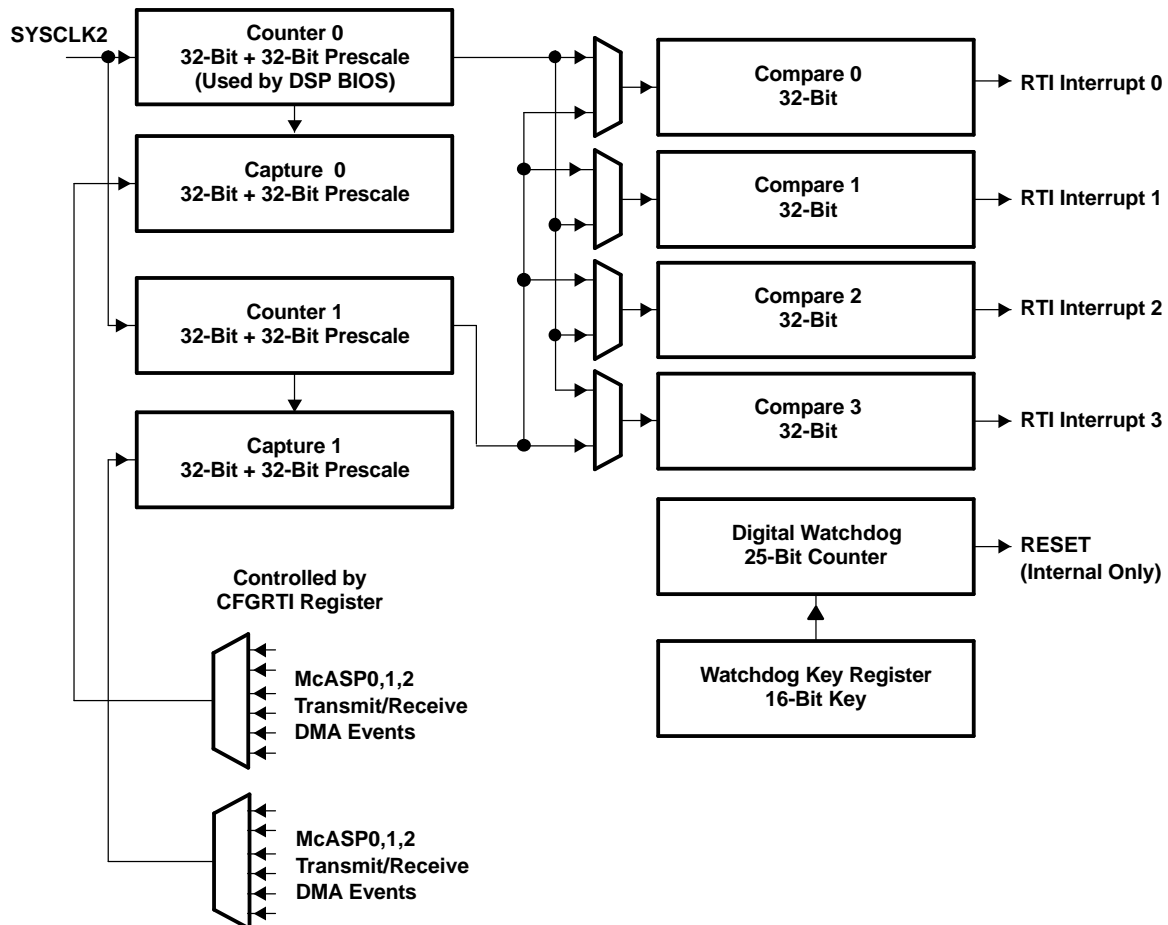 SYSCLK2
Counter 0
32-Bit + 32-Bit Prescale
(Used by DSP BIOS)
Capture 0
32-Bit + 32-Bit Prescale
Counter 1
32-Bit + 32-Bit Prescale
Capture 1
32-Bit + 32-Bit Prescale
Controlled by
CFGRTI Register
McASP0,1,2
Transmit/Receive
DMA Events
McASP0,1,2
Transmit/Receive
DMA Events
Compare 0
32-Bit
RTI Interrupt 0
Compare 1
32-Bit
RTI Interrupt 1
Compare 2
32-Bit
RTI Interrupt 2
Compare 3
32-Bit
RTI Interrupt 3
Digital Watchdog
25-Bit Counter
RESET
(Internal Only)
Watchdog Key Register
16-Bit Key